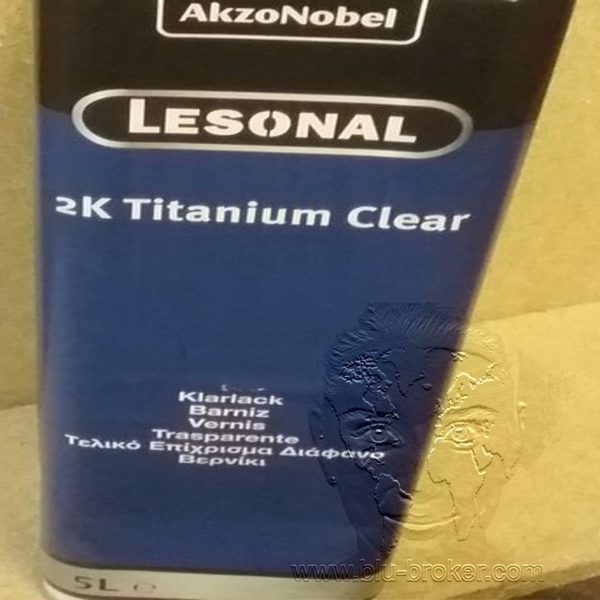 AkzoNobel
LESONAL
2K Titanium Clear
Klarlack
Barniz
Vernis
Trasparente
Τελικό Επίχρισμα Διάφανο
Βερνίκι
5L ℮
www.blu-broker.com